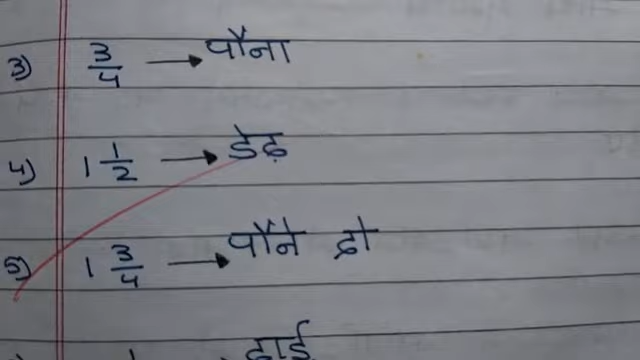 3) 3/4 → पौना
4) 1 1/2 → डेढ़
5) 1 3/4 → पौने दो
→ ढाई